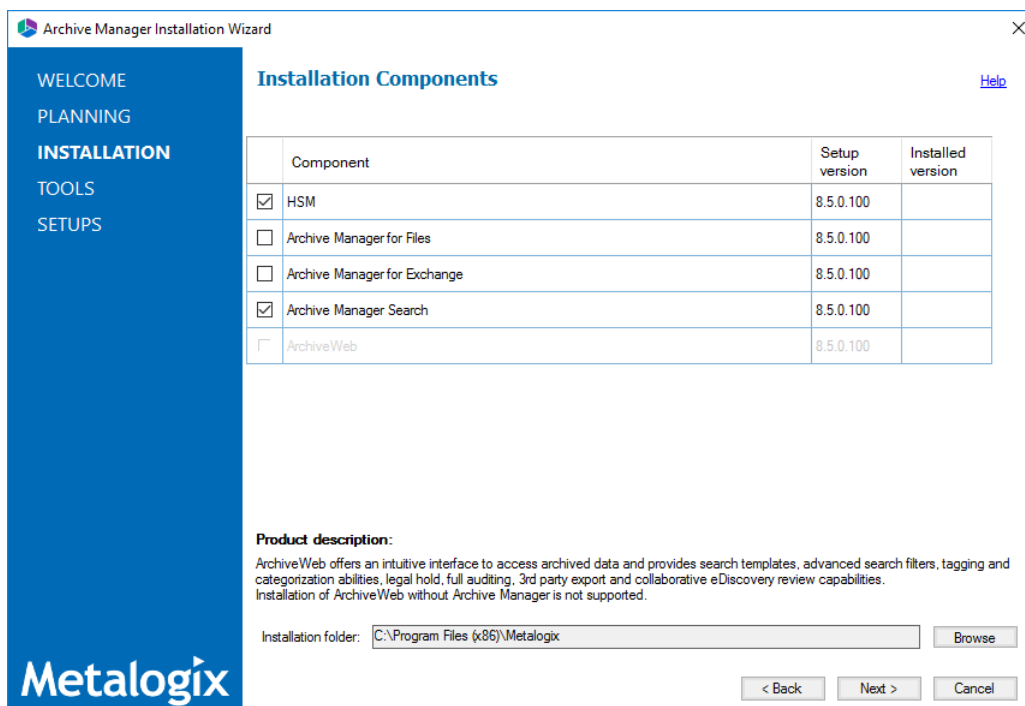 Archive Manager Installation Wizard
WELCOME
PLANNING
INSTALLATION
TOOLS
SETUPS
Installation Components
Help
Component
Setup version
Installed version
HSM 8.5.0.100
Archive Manager for Files 8.5.0.100
Archive Manager for Exchange 8.5.0.100
Archive Manager Search 8.5.0.100
ArchiveWeb 8.5.0.100
Product description:
ArchiveWeb offers an intuitive interface to access archived data and provides search templates, advanced search filters, tagging and
categorization abilities, legal hold, full auditing, 3rd party export and collaborative eDiscovery review capabilities.
Installation of ArchiveWeb without Archive Manager is not supported.
Installation folder: C:\Program Files (x86)\Metalogix Browse
Metalogix
< Back Next > Cancel